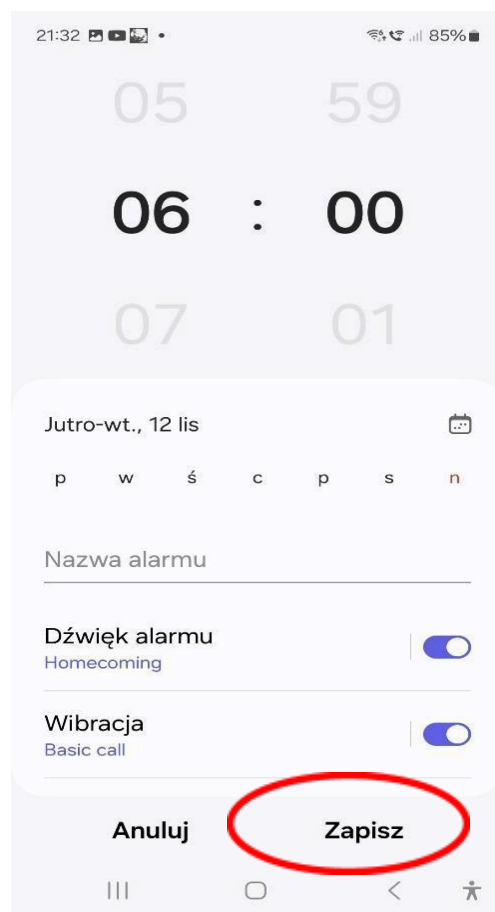 21:32 85%
05 59
06 : 00
07 01
Jutro-wt., 12 lis
p w ś c p s n
Nazwa alarmu
Dźwięk alarmu
Homecoming
Wibracja
Basic call
Anuluj Zapisz